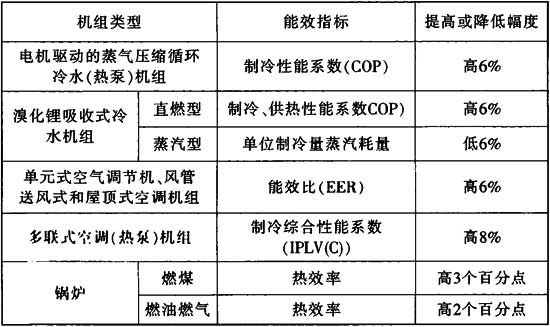 机组类型 能效指标 提高或降低幅度
电机驱动的蒸气压缩循环
冷水(热泵)机组 制冷性能系数(COP) 高6%
溴化锂吸收式冷
水机组 直燃型 制冷、供热性能系数COP) 高6%
蒸汽型 单位制冷量蒸汽耗量 低6%
单元式空气调节机、风管
送风式和屋顶式空调机组 能效比(EER) 高6%
多联式空调(热泵)机组 制冷综合性能系数
(IPLV(C)) 高8%
锅炉 燃煤 热效率 高3个百分点
燃油燃气 热效率 高2个百分点